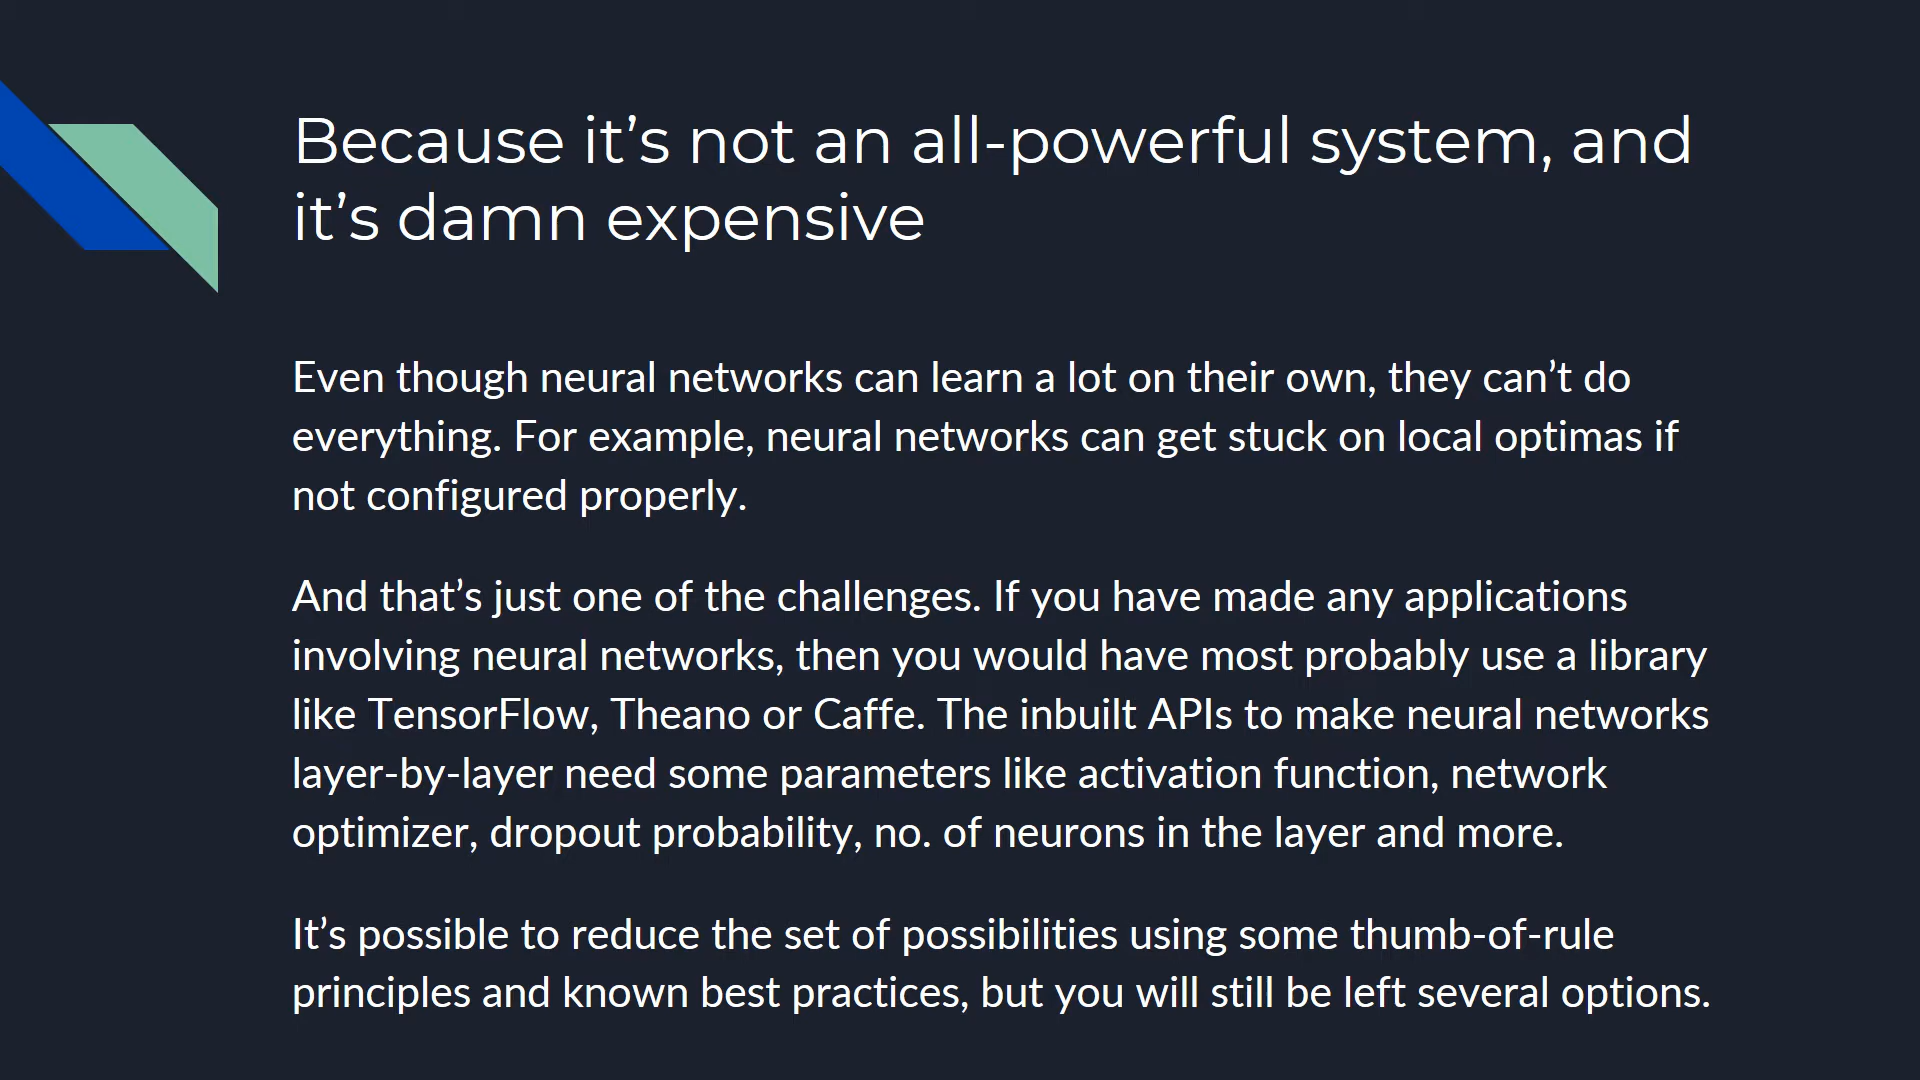 Because it’s not an all-powerful system, and
it’s damn expensive
Even though neural networks can learn a lot on their own, they can’t do
everything. For example, neural networks can get stuck on local optimas if
not configured properly.
And that’s just one of the challenges. If you have made any applications
involving neural networks, then you would have most probably use a library
like TensorFlow, Theano or Caffe. The inbuilt APIs to make neural networks
layer-by-layer need some parameters like activation function, network
optimizer, dropout probability, no. of neurons in the layer and more.
It’s possible to reduce the set of possibilities using some thumb-of-rule
principles and known best practices, but you will still be left several options.